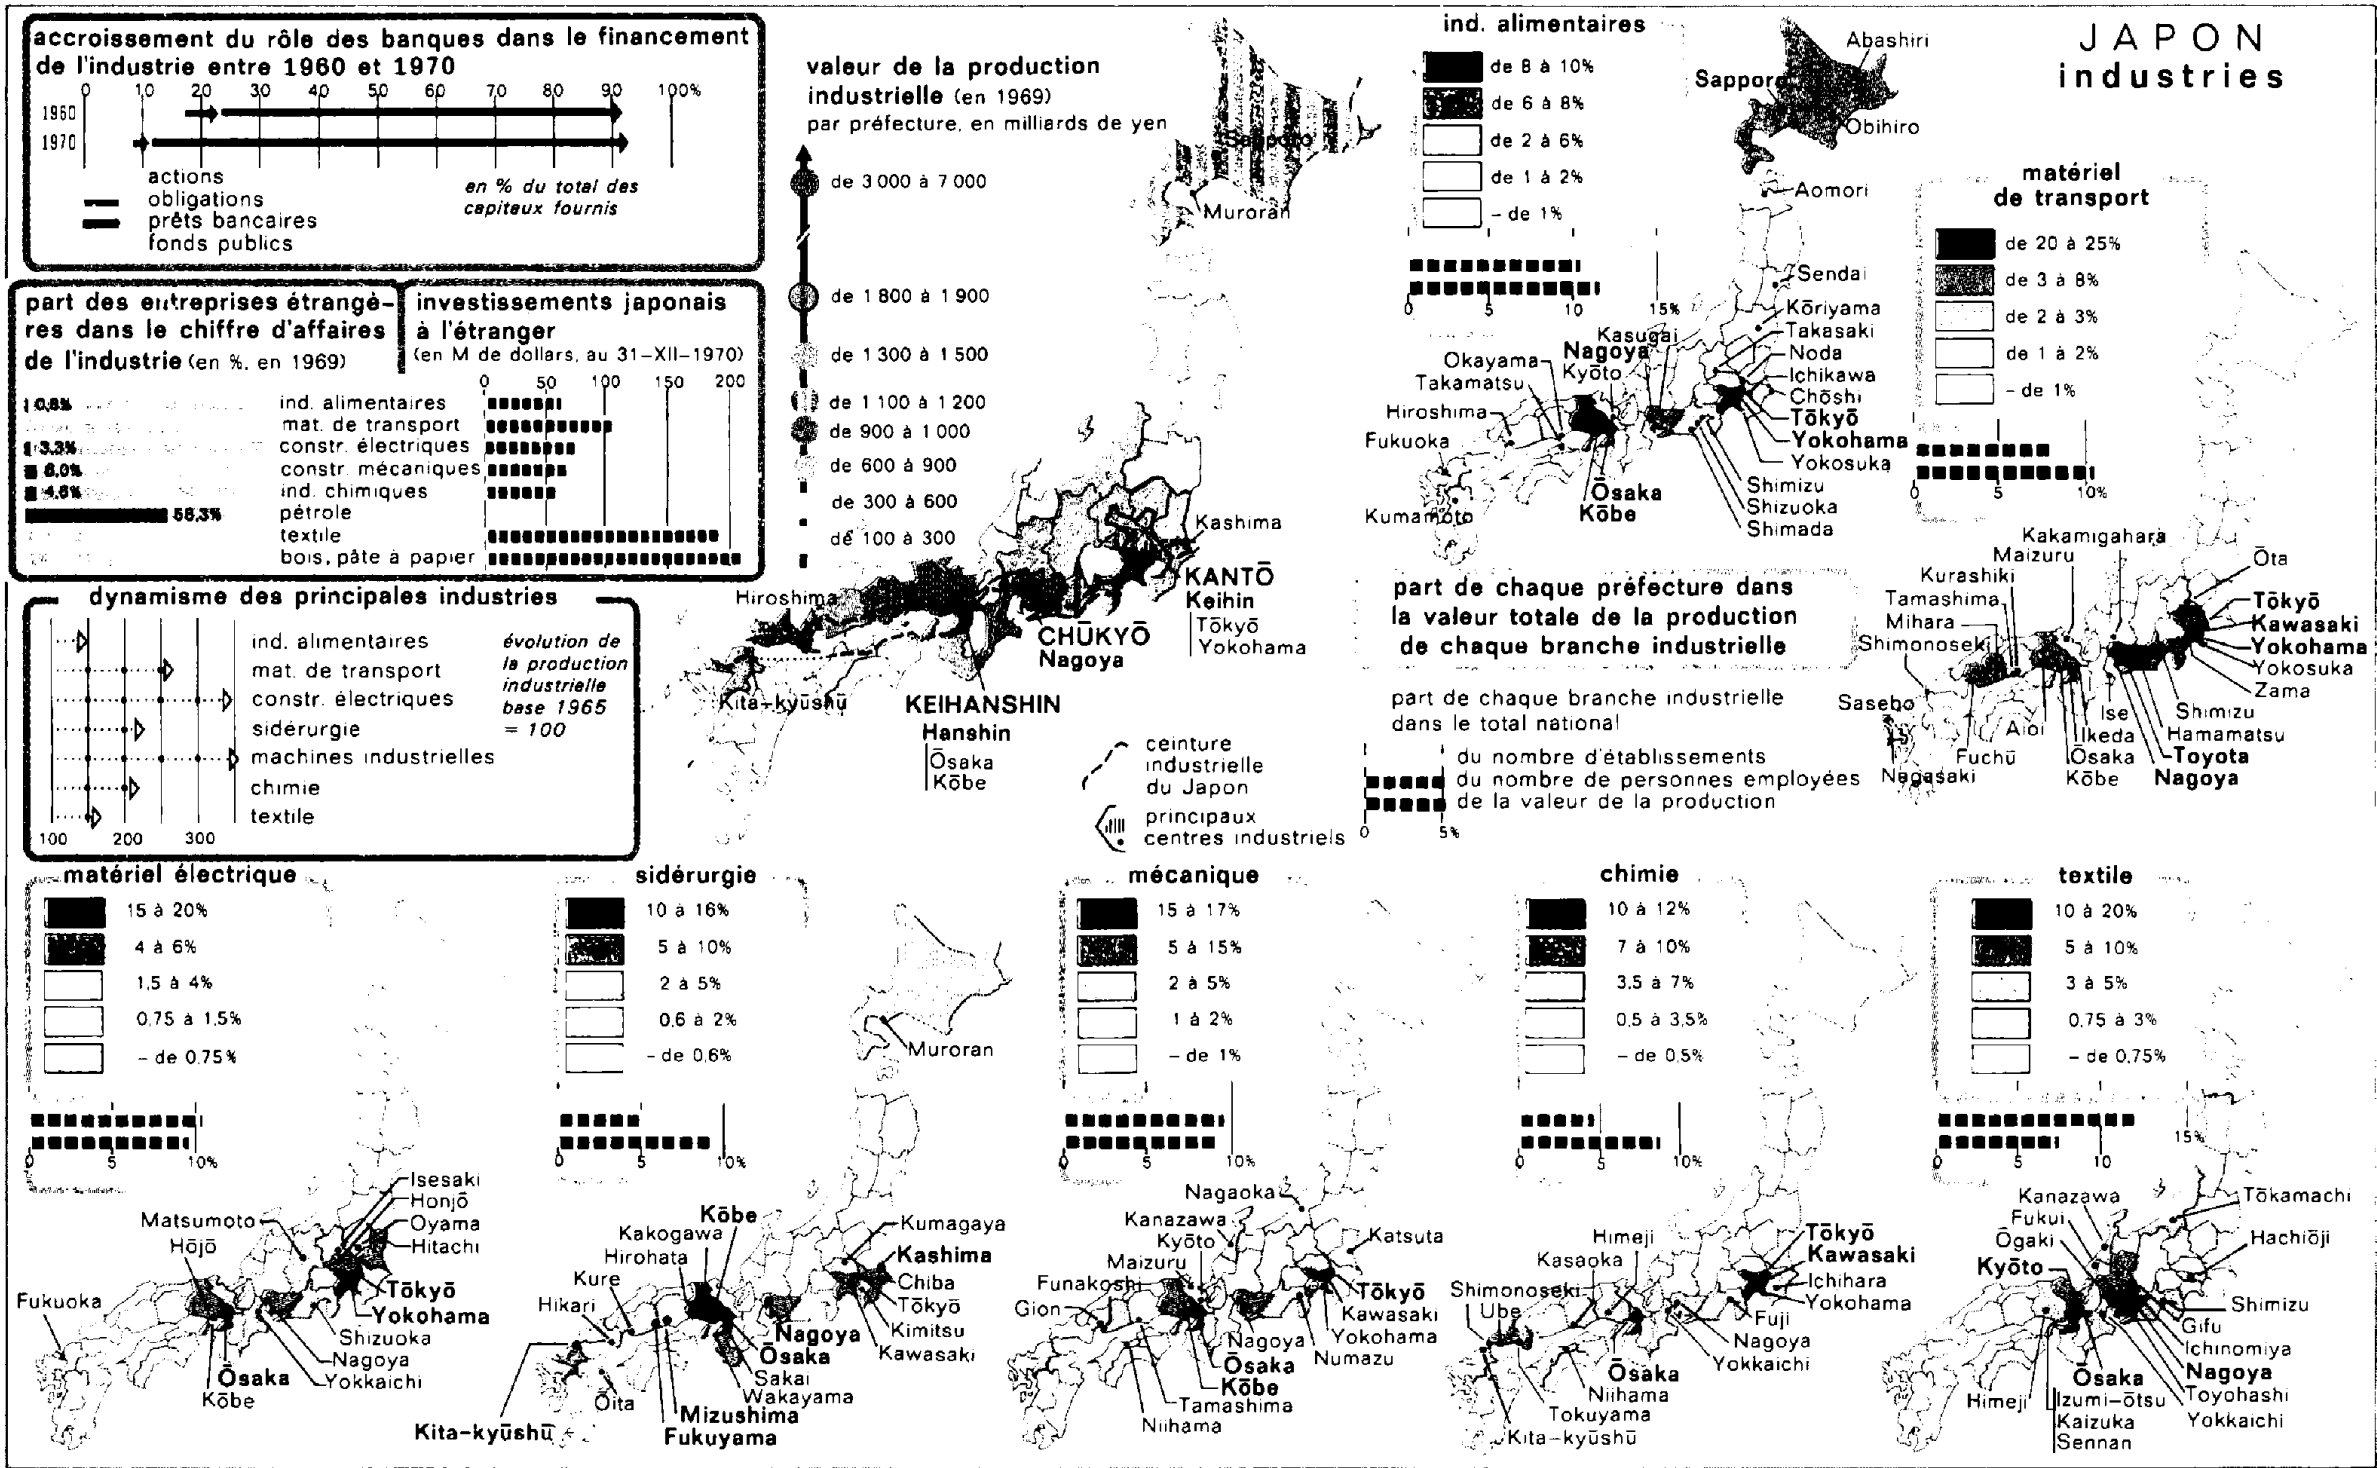 JAPON
industries
accroissement du rôle des banques dans le financement
de l'industrie entre 1960 et 1970
0 10 20 30 40 50 60 70 80 90 100%
1960
1970
actions
obligations
prêts bancaires
fonds publics
en % du total des
capitaux fournis
part des entreprises étrangè-
res dans le chiffre d'affaires
de l'industrie (en %, en 1969)
investissements japonais
à l'étranger
(en M de dollars, au 31-XII-1970)
0 50 100 150 200
0,8% ind. alimentaires
mat. de transport
3,3% constr. électriques
8,0% constr. mécaniques
4,6% ind. chimiques
58,3% pétrole
textile
bois, pâte à papier
dynamisme des principales industries
ind. alimentaires
mat. de transport
constr. électriques
sidérurgie
machines industrielles
chimie
textile
100 200 300
évolution de
la production
industrielle
base 1965
= 100
valeur de la production
industrielle (en 1969)
par préfecture, en milliards de yen
de 3 000 à 7 000
de 1 800 à 1 900
de 1 300 à 1 500
de 1 100 à 1 200
de 900 à 1 000
de 600 à 900
de 300 à 600
de 100 à 300
Sapporo
Muroran
Kashima
KANTŌ
Keihin
Tōkyō
Yokohama
CHŪKYŌ
Nagoya
Hiroshima
Kita-kyūshū
KEIHANSHIN
Hanshin
Ōsaka
Kōbe
ceinture
industrielle
du Japon
principaux
centres industriels
ind. alimentaires
de 8 à 10%
de 6 à 8%
de 2 à 6%
de 1 à 2%
- de 1%
0 5 10 15%
Abashiri
Sapporo
Obihiro
Aomori
Sendai
Kōriyama
Takasaki
Noda
Ichikawa
Chōshi
Tōkyō
Yokohama
Yokosuka
Shimizu
Shizuoka
Shimada
Kasugai
Nagoya
Kyōto
Okayama
Takamatsu
Hiroshima
Fukuoka
Kumamoto
Ōsaka
Kōbe
matériel
de transport
de 20 à 25%
de 3 à 8%
de 2 à 3%
de 1 à 2%
- de 1%
0 5 10%
Kakamigahara
Maizuru
Kurashiki
Tamashima
Mihara
Shimonoseki
Sasebo
Nagasaki
Fuchū
Aioi
Ikeda
Ōsaka
Kōbe
Ise
Shimizu
Hamamatsu
Toyota
Nagoya
Ōta
Tōkyō
Kawasaki
Yokohama
Yokosuka
Zama
part de chaque préfecture dans
la valeur totale de la production
de chaque branche industrielle
part de chaque branche industrielle
dans le total national
du nombre d'établissements
du nombre de personnes employées
de la valeur de la production
0 5%
matériel électrique
15 à 20%
4 à 6%
1,5 à 4%
0,75 à 1,5%
- de 0,75%
0 5 10%
Isesaki
Honjō
Oyama
Hitachi
Matsumoto
Hōjō
Tōkyō
Yokohama
Fukuoka
Shizuoka
Nagoya
Yokkaichi
Ōsaka
Kōbe
sidérurgie
10 à 16%
5 à 10%
2 à 5%
0,6 à 2%
- de 0,6%
0 5 10%
Muroran
Kōbe
Kakogawa
Hirohata
Kure
Hikari
Kumagaya
Kashima
Chiba
Tōkyō
Kimitsu
Kawasaki
Nagoya
Ōsaka
Sakai
Wakayama
Ōita
Mizushima
Fukuyama
Kita-kyūshū
mécanique
15 à 17%
5 à 15%
2 à 5%
1 à 2%
- de 1%
0 5 10%
Nagaoka
Kanazawa
Kyōto
Maizuru
Funakoshi
Gion
Katsuta
Tōkyō
Kawasaki
Yokohama
Numazu
Nagoya
Ōsaka
Kōbe
Tamashima
Niihama
chimie
10 à 12%
7 à 10%
3,5 à 7%
0,5 à 3,5%
- de 0,5%
0 5 10%
Himeji
Kasaoka
Shimonoseki
Ube
Tōkyō
Kawasaki
Ichihara
Yokohama
Fuji
Nagoya
Yokkaichi
Ōsaka
Niihama
Tokuyama
Kita-kyūshū
textile
10 à 20%
5 à 10%
3 à 5%
0,75 à 3%
- de 0,75%
0 5 10 15%
Kanazawa
Fukui
Ōgaki
Kyōto
Tōkamachi
Hachiōji
Shimizu
Gifu
Ichinomiya
Nagoya
Toyohashi
Yokkaichi
Himeji
Ōsaka
Izumi-ōtsu
Kaizuka
Sennan